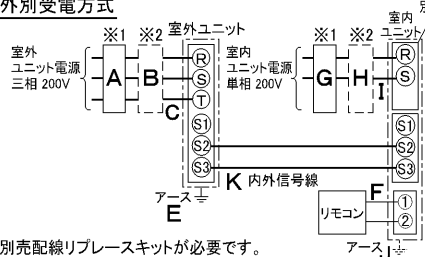 外別受電方式
室外ユニット
※1 ※2
室外
ユニット電源
三相 200V
A B C
R
S
T
S1
S2
S3
アース
E
K 内外信号線
室内
ユニット
※1 ※2
室内
ユニット電源
単相 200V
G H I
R
S
S1
S2
S3
F
リモコン
①
②
アース
別売配線リプレースキットが必要です。